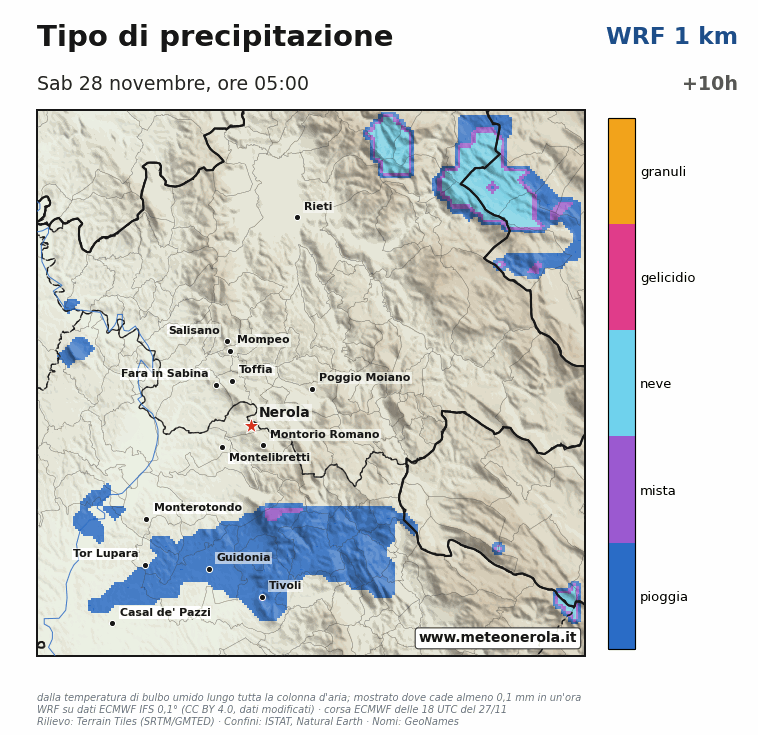 Tipo di precipitazione
WRF 1 km
Sab 28 novembre, ore 05:00
+10h
granuli
gelicidio
neve
mista
pioggia
Rieti
Salisano
Mompeo
Toffia
Fara in Sabina
Poggio Moiano
Nerola
Montorio Romano
Montelibretti
Monterotondo
Tor Lupara
Guidonia
Tivoli
Casal de' Pazzi
www.meteonerola.it
dalla temperatura di bulbo umido lungo tutta la colonna d'aria; mostrato dove cade almeno 0,1 mm in un'ora
WRF su dati ECMWF IFS 0,1° (CC BY 4.0, dati modificati) · corsa ECMWF delle 18 UTC del 27/11
Rilievo: Terrain Tiles (SRTM/GMTED) · Confini: ISTAT, Natural Earth · Nomi: GeoNames